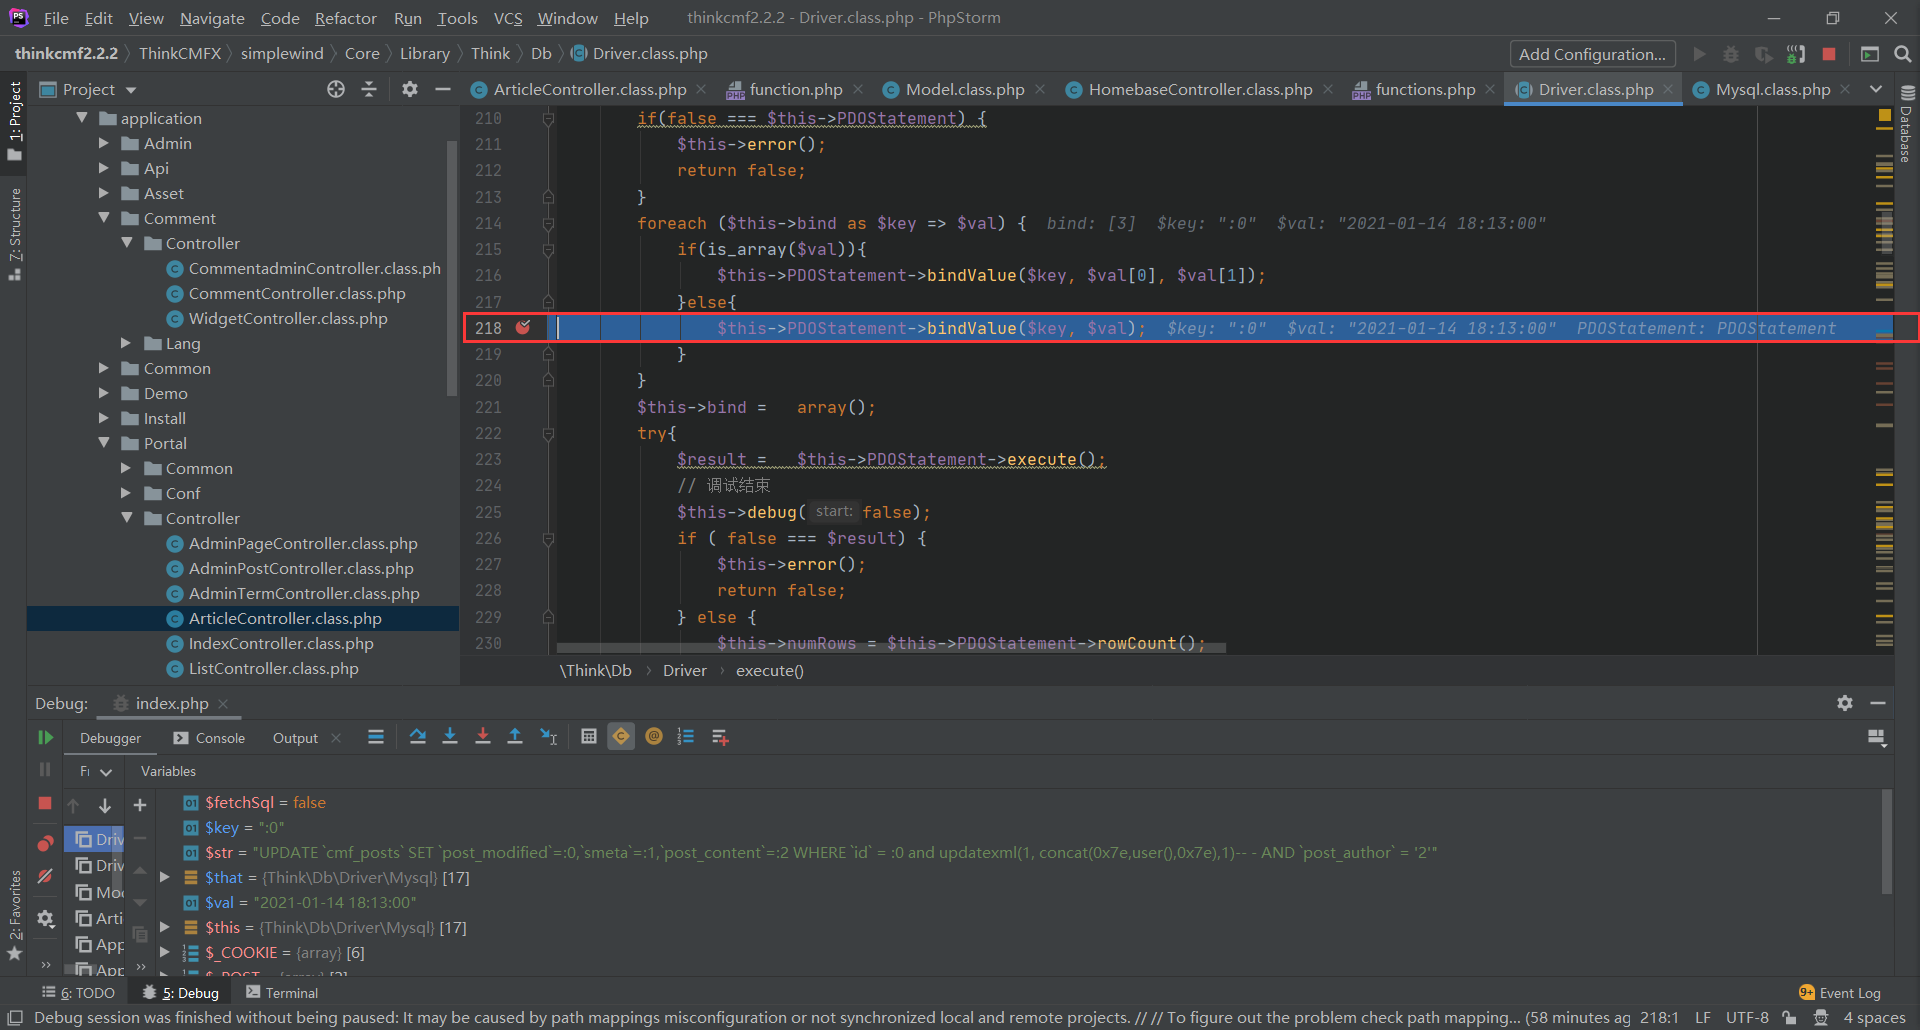 File Edit View Navigate Code Refactor Run Tools VCS Window Help thinkcmf2.2.2 - Driver.class.php - PhpStorm
thinkcmf2.2.2 ThinkCMFX simplewind Core Library Think Db Driver.class.php Add Configuration...
1: Project
7: Structure
2: Favorites
Database
Project
application
Admin
Api
Asset
Comment
Controller
CommentadminController.class.ph
CommentController.class.php
WidgetController.class.php
Lang
Common
Demo
Install
Portal
Common
Conf
Controller
AdminPageController.class.php
AdminPostController.class.php
AdminTermController.class.php
ArticleController.class.php
IndexController.class.php
ListController.class.php
ArticleController.class.php function.php Model.class.php HomebaseController.class.php functions.php Driver.class.php Mysql.class.php
210 if(false === $this->PDOStatement) {
211 $this->error();
212 return false;
213 }
214 foreach ($this->bind as $key => $val) { bind: [3] $key: ":0" $val: "2021-01-14 18:13:00"
215 if(is_array($val)){
216 $this->PDOStatement->bindValue($key, $val[0], $val[1]);
217 }else{
218 $this->PDOStatement->bindValue($key, $val); $key: ":0" $val: "2021-01-14 18:13:00" PDOStatement: PDOStatement
219 }
220 }
221 $this->bind = array();
222 try{
223 $result = $this->PDOStatement->execute();
224 // 调试结束
225 $this->debug( start: false);
226 if ( false === $result) {
227 $this->error();
228 return false;
229 } else {
230 $this->numRows = $this->PDOStatement->rowCount();
\Think\Db Driver execute()
Debug: index.php
Debugger Console Output
Variables
Driv
Driv
Mod
Arti
App
App
$fetchSql = false
$key = ":0"
$str = "UPDATE `cmf_posts` SET `post_modified`=:0,`smeta`=:1,`post_content`=:2 WHERE `id` = :0 and updatexml(1, concat(0x7e,user(),0x7e),1)-- - AND `post_author` = '2'"
$that = {Think\Db\Driver\Mysql} [17]
$val = "2021-01-14 18:13:00"
$this = {Think\Db\Driver\Mysql} [17]
$_COOKIE = {array} [6]
6: TODO 5: Debug Terminal 9+ Event Log
Debug session was finished without being paused: It may be caused by path mappings misconfiguration or not synchronized local and remote projects. // // To figure out the problem check path mapping... (58 minutes ag 218:1 LF UTF-8 4 spaces